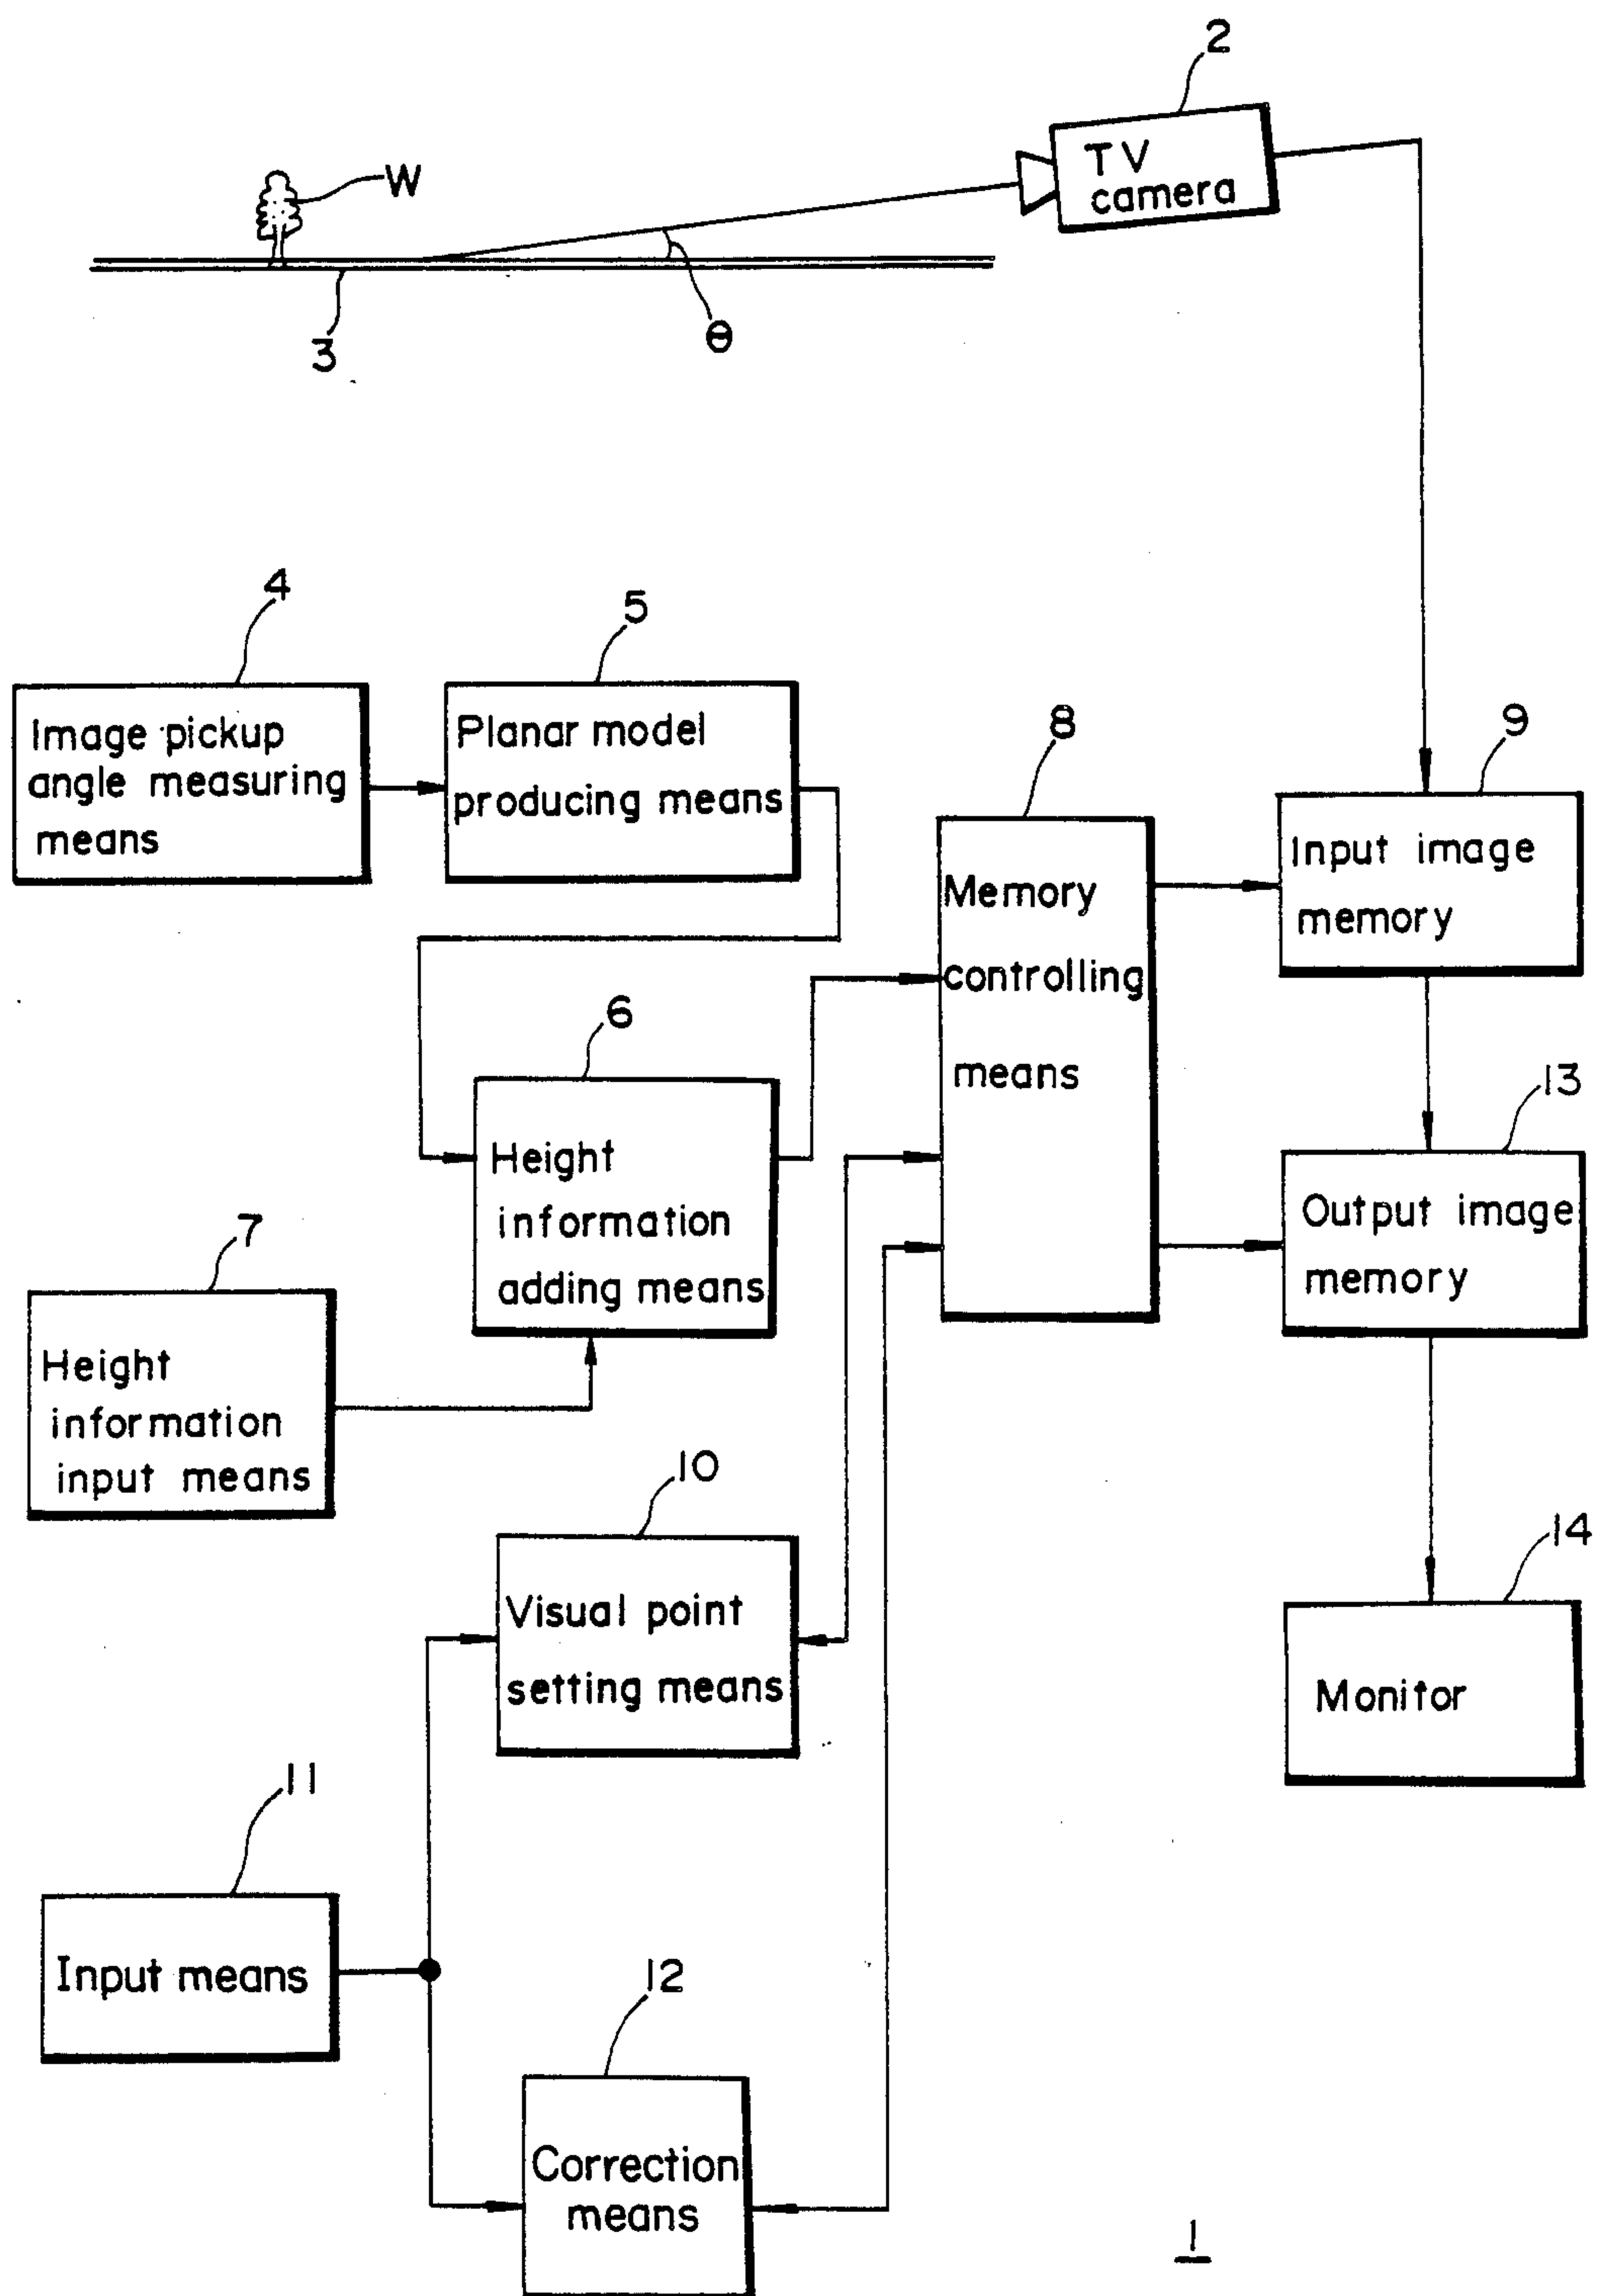 2
TV
camera
W
θ
3
4
Image pickup
angle measuring
means
5
Planar model
producing means
8
Memory
controlling
means
9
Input image
memory
6
Height
information
adding means
13
Output image
memory
7
Height
information
input means
10
Visual point
setting means
14
Monitor
11
Input means
12
Correction
means
1